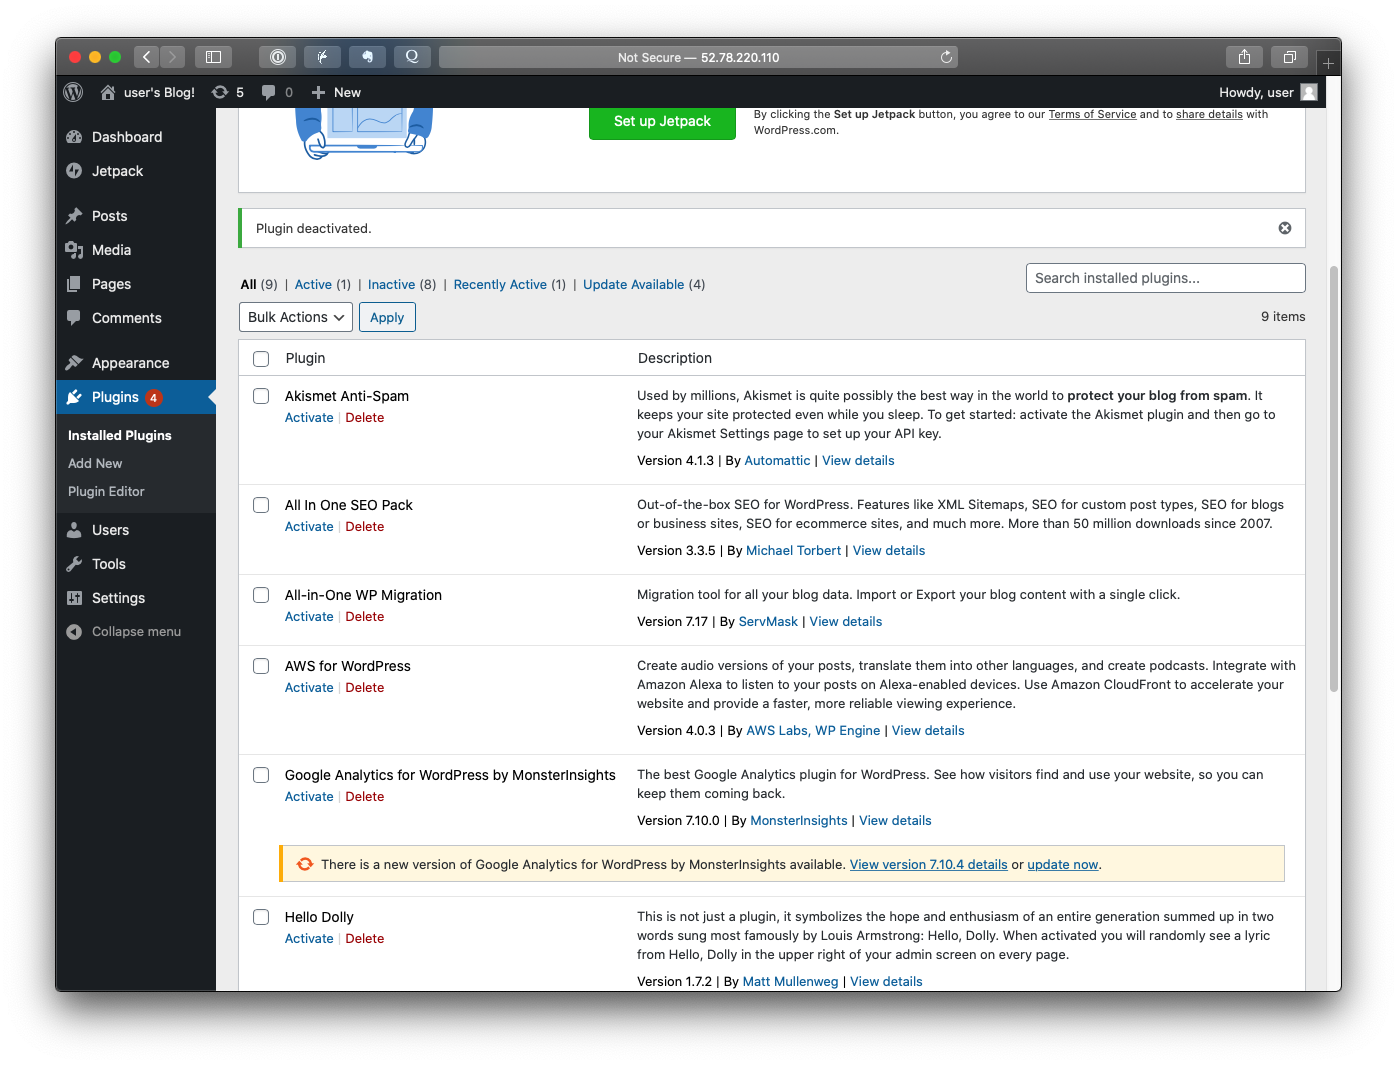 Not Secure — 52.78.220.110
user's Blog! 5 0 New Howdy, user
Dashboard
Jetpack
Posts
Media
Pages
Comments
Appearance
Plugins 4
Installed Plugins
Add New
Plugin Editor
Users
Tools
Settings
Collapse menu
Set up Jetpack
By clicking the Set up Jetpack button, you agree to our Terms of Service and to share details with
WordPress.com.
Plugin deactivated.
All (9) | Active (1) | Inactive (8) | Recently Active (1) | Update Available (4)
Search installed plugins...
Bulk Actions Apply
9 items
Plugin Description
Akismet Anti-Spam
Activate | Delete
Used by millions, Akismet is quite possibly the best way in the world to protect your blog from spam. It
keeps your site protected even while you sleep. To get started: activate the Akismet plugin and then go to
your Akismet Settings page to set up your API key.
Version 4.1.3 | By Automattic | View details
All In One SEO Pack
Activate | Delete
Out-of-the-box SEO for WordPress. Features like XML Sitemaps, SEO for custom post types, SEO for blogs
or business sites, SEO for ecommerce sites, and much more. More than 50 million downloads since 2007.
Version 3.3.5 | By Michael Torbert | View details
All-in-One WP Migration
Activate | Delete
Migration tool for all your blog data. Import or Export your blog content with a single click.
Version 7.17 | By ServMask | View details
AWS for WordPress
Activate | Delete
Create audio versions of your posts, translate them into other languages, and create podcasts. Integrate with
Amazon Alexa to listen to your posts on Alexa-enabled devices. Use Amazon CloudFront to accelerate your
website and provide a faster, more reliable viewing experience.
Version 4.0.3 | By AWS Labs, WP Engine | View details
Google Analytics for WordPress by MonsterInsights
Activate | Delete
The best Google Analytics plugin for WordPress. See how visitors find and use your website, so you can
keep them coming back.
Version 7.10.0 | By MonsterInsights | View details
There is a new version of Google Analytics for WordPress by MonsterInsights available. View version 7.10.4 details or update now.
Hello Dolly
Activate | Delete
This is not just a plugin, it symbolizes the hope and enthusiasm of an entire generation summed up in two
words sung most famously by Louis Armstrong: Hello, Dolly. When activated you will randomly see a lyric
from Hello, Dolly in the upper right of your admin screen on every page.
Version 1.7.2 | By Matt Mullenweg | View details